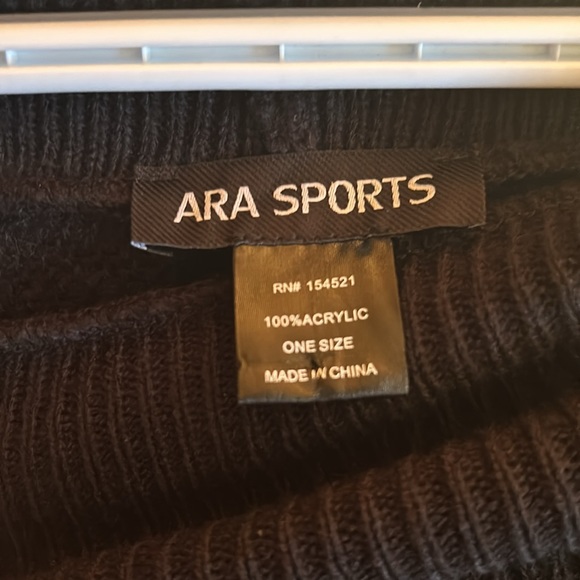 ARA SPORTS
RN# 154521
100%ACRYLIC
ONE SIZE
MADE IN CHINA